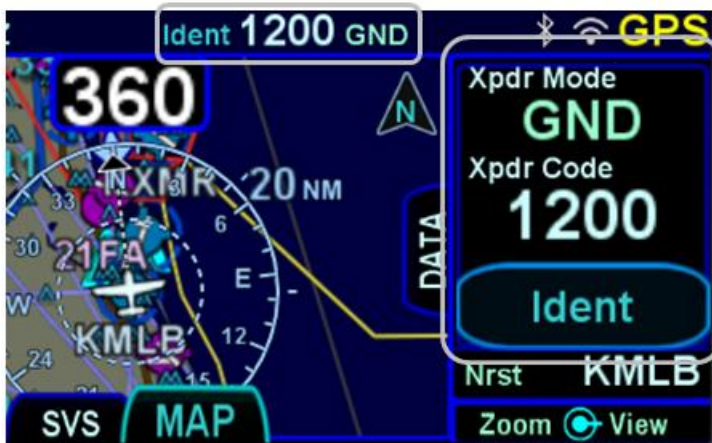 Ident 1200 GND
GPS
360
N
Xpdr Mode
GND
Xpdr Code
1200
Ident
DATA
20 NM
XMR
N
3
6
E
12
15
24
W
30
33
21FA
KMLB
Nrst KMLB
SVS
MAP
Zoom View